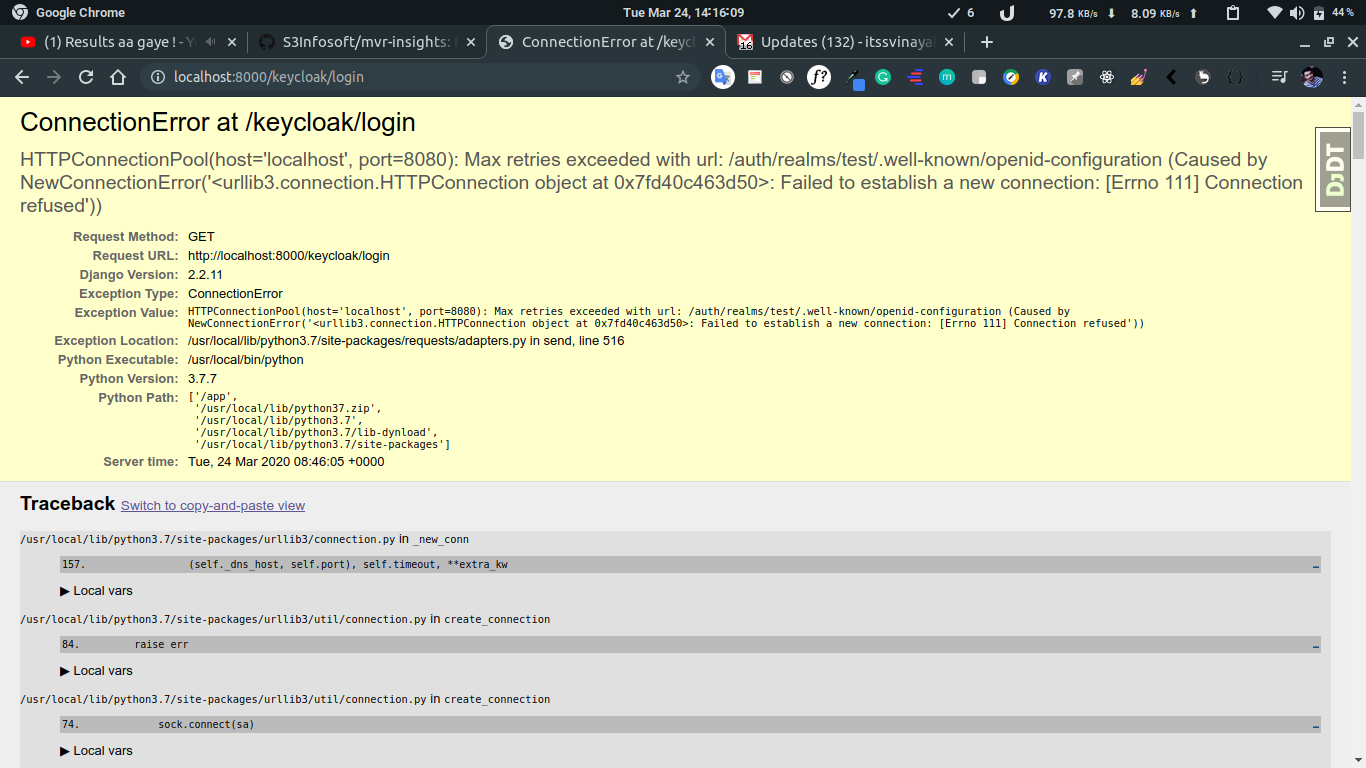 Google Chrome
Tue Mar 24, 14:16:09
6
97.8 KB/s
8.09 KB/s
44 %
(1) Results aa gaye ! - Y
S3Infosoft/mvr-insights:
ConnectionError at /keycl
16
Updates (132) - itssvinaya
localhost:8000/keycloak/login
f?
ConnectionError at /keycloak/login
HTTPConnectionPool(host='localhost', port=8080): Max retries exceeded with url: /auth/realms/test/.well-known/openid-configuration (Caused by
NewConnectionError('<urllib3.connection.HTTPConnection object at 0x7fd40c463d50>: Failed to establish a new connection: [Errno 111] Connection
refused'))
DJDT
Request Method: GET
Request URL: http://localhost:8000/keycloak/login
Django Version: 2.2.11
Exception Type: ConnectionError
Exception Value: HTTPConnectionPool(host='localhost', port=8080): Max retries exceeded with url: /auth/realms/test/.well-known/openid-configuration (Caused by
NewConnectionError('<urllib3.connection.HTTPConnection object at 0x7fd40c463d50>: Failed to establish a new connection: [Errno 111] Connection refused'))
Exception Location: /usr/local/lib/python3.7/site-packages/requests/adapters.py in send, line 516
Python Executable: /usr/local/bin/python
Python Version: 3.7.7
Python Path: ['/app',
'/usr/local/lib/python37.zip',
'/usr/local/lib/python3.7',
'/usr/local/lib/python3.7/lib-dynload',
'/usr/local/lib/python3.7/site-packages']
Server time: Tue, 24 Mar 2020 08:46:05 +0000
Traceback Switch to copy-and-paste view
/usr/local/lib/python3.7/site-packages/urllib3/connection.py in _new_conn
157. (self._dns_host, self.port), self.timeout, **extra_kw …
▶ Local vars
/usr/local/lib/python3.7/site-packages/urllib3/util/connection.py in create_connection
84. raise err …
▶ Local vars
/usr/local/lib/python3.7/site-packages/urllib3/util/connection.py in create_connection
74. sock.connect(sa) …
▶ Local vars